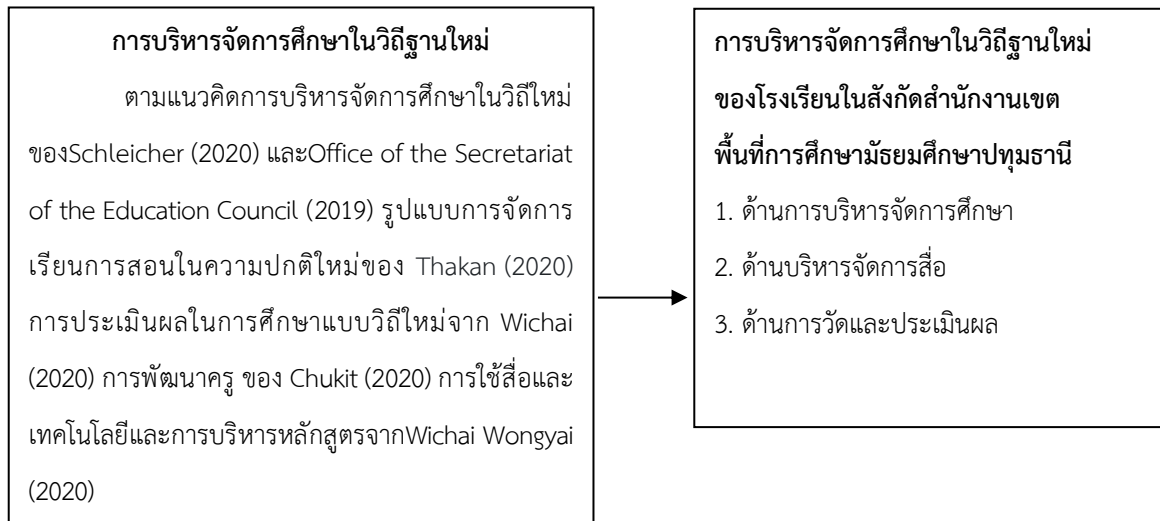 การบริหารจัดการศึกษาในวิถีฐานใหม่
ตามแนวคิดการบริหารจัดการศึกษาในวิถีใหม่
ของSchleicher (2020) และOffice of the Secretariat
of the Education Council (2019) รูปแบบการจัดการ
เรียนการสอนในความปกติใหม่ของ Thakan (2020)
การประเมินผลในการศึกษาแบบวิถีใหม่จาก Wichai
(2020) การพัฒนาครู ของ Chukit (2020) การใช้สื่อและ
เทคโนโลยีและการบริหารหลักสูตรจากWichai Wongyai
(2020)
การบริหารจัดการศึกษาในวิถีฐานใหม่
ของโรงเรียนในสังกัดสำนักงานเขต
พื้นที่การศึกษามัธยมศึกษาปทุมธานี
1. ด้านการบริหารจัดการศึกษา
2. ด้านบริหารจัดการสื่อ
3. ด้านการวัดและประเมินผล